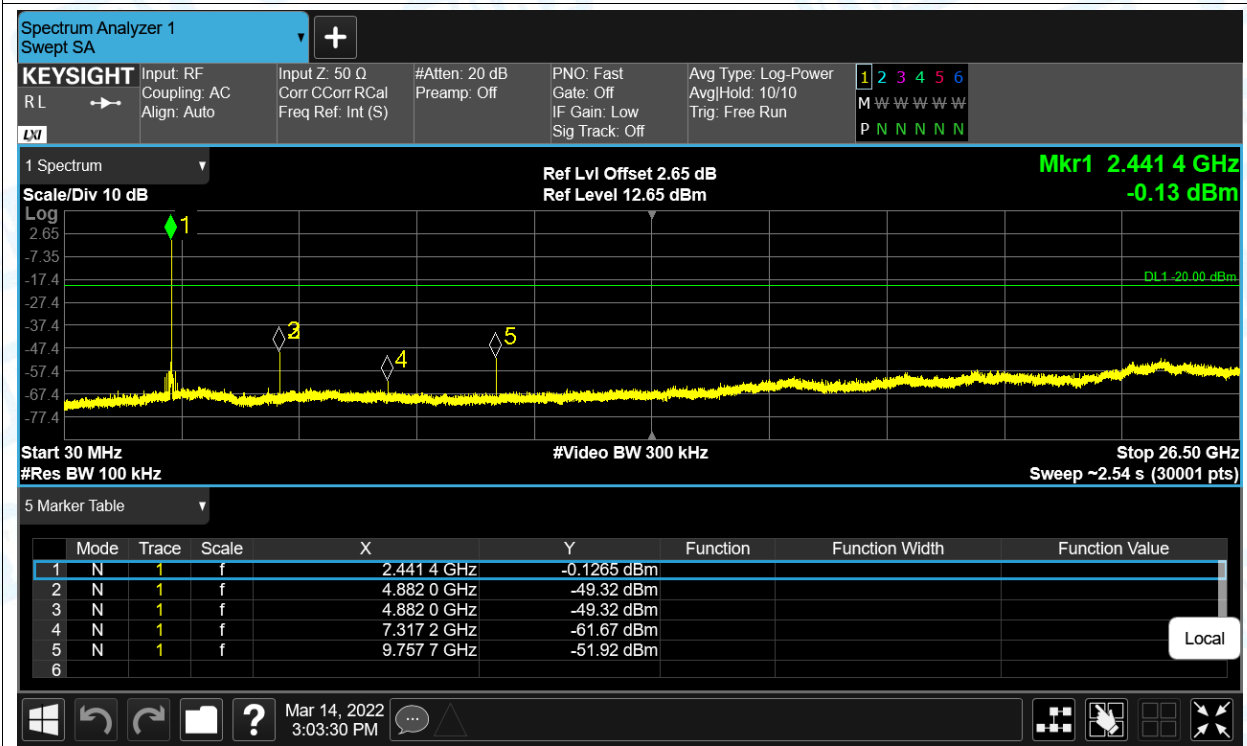 Spectrum Analyzer 1
Swept SA
KEYSIGHT
R L
LXI
Input: RF
Coupling: AC
Align: Auto
Input Z: 50 Ω
Corr CCorr RCal
Freq Ref: Int (S)
#Atten: 20 dB
Preamp: Off
PNO: Fast
Gate: Off
IF Gain: Low
Sig Track: Off
Avg Type: Log-Power
Avg|Hold: 10/10
Trig: Free Run
1 2 3 4 5 6
M W W W W W
P N N N N N
1 Spectrum
Scale/Div 10 dB
Ref Lvl Offset 2.65 dB
Ref Level 12.65 dBm
Mkr1 2.441 4 GHz
-0.13 dBm
Log
2.65
-7.35
-17.4
-27.4
-37.4
-47.4
-57.4
-67.4
-77.4
1
DL1 -20.00 dBm
4
5
Start 30 MHz
#Video BW 300 kHz
Stop 26.50 GHz
#Res BW 100 kHz
Sweep ~2.54 s (30001 pts)
5 Marker Table
Mode Trace Scale X Y Function Function Width Function Value
1 N 1 f 2.441 4 GHz -0.1265 dBm
2 N 1 f 4.882 0 GHz -49.32 dBm
3 N 1 f 4.882 0 GHz -49.32 dBm
4 N 1 f 7.317 2 GHz -61.67 dBm
5 N 1 f 9.757 7 GHz -51.92 dBm
6
Local
?
Mar 14, 2022
3:03:30 PM